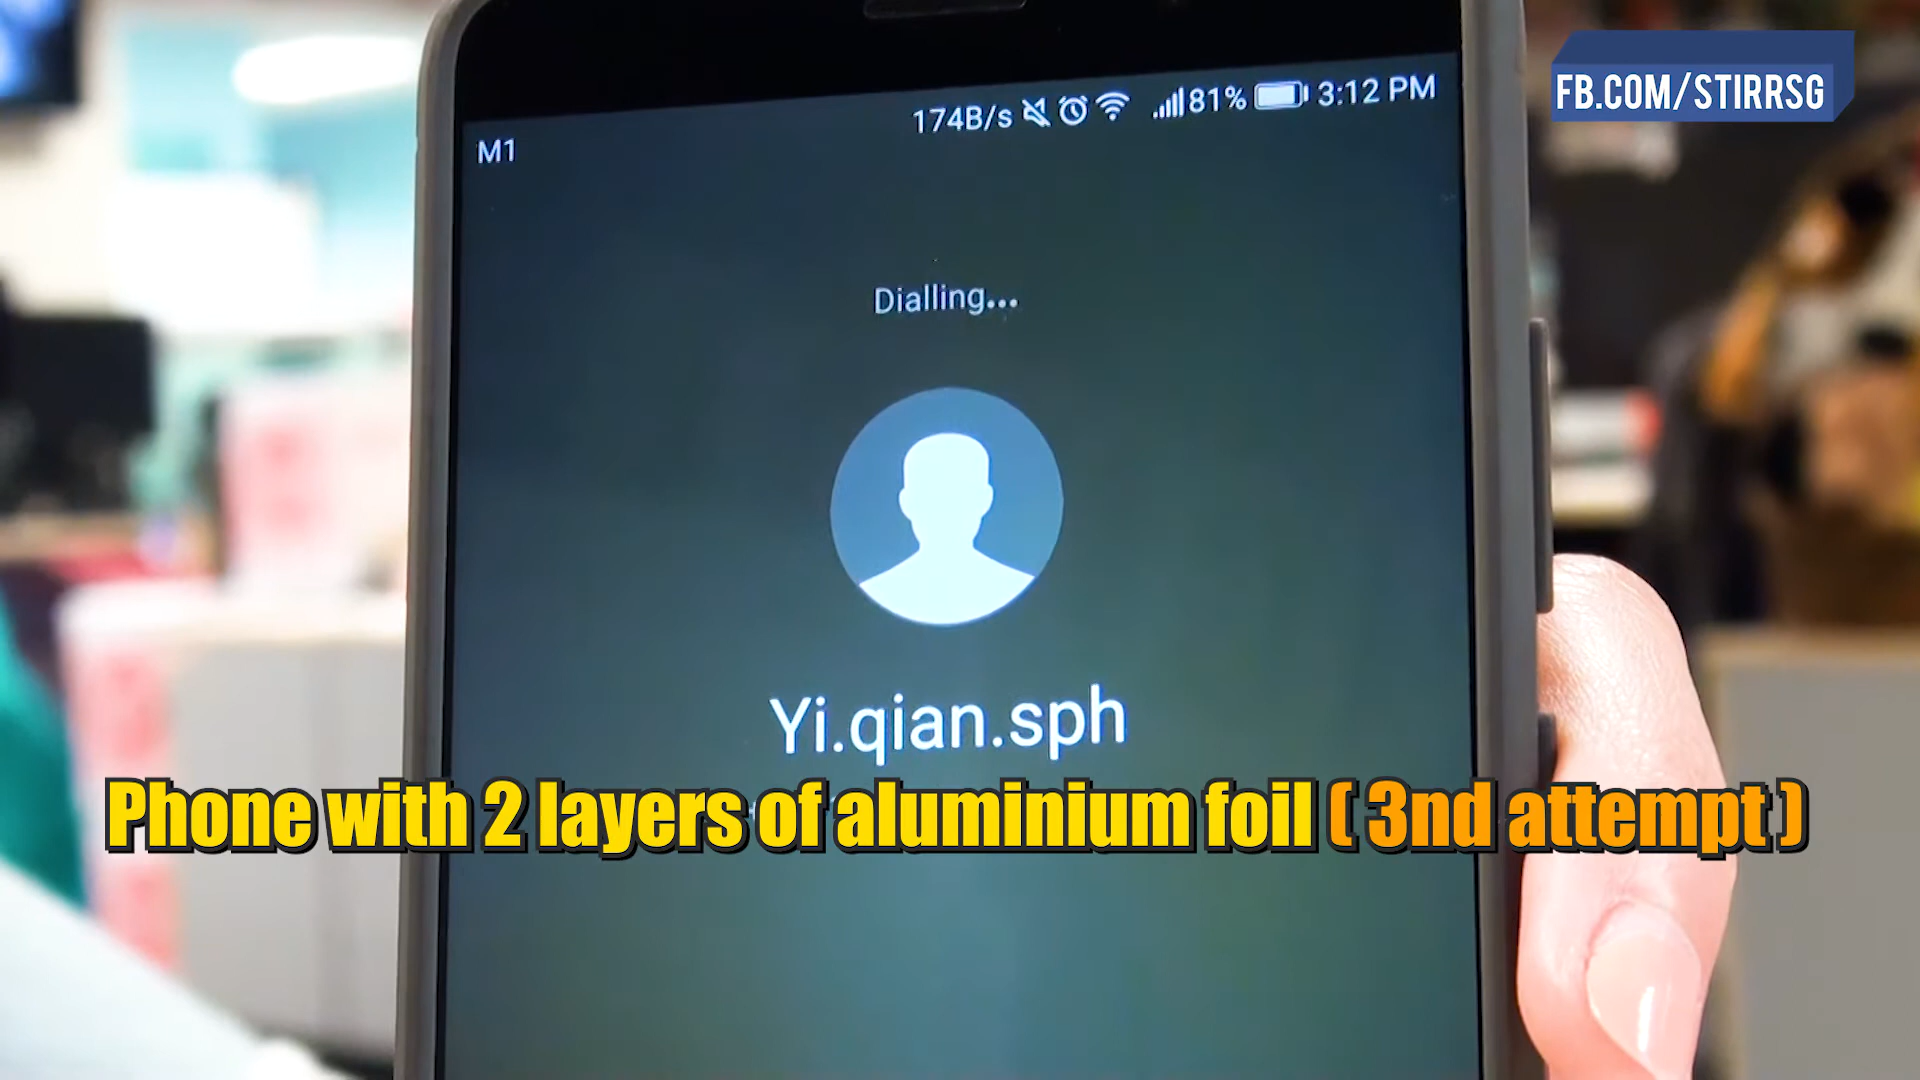 FB.COM/STIRRSG
174B/s 81% 3:12 PM
M1
Dialling...
Yi.qian.sph
Phone with 2 layers of aluminium foil ( 3nd attempt )